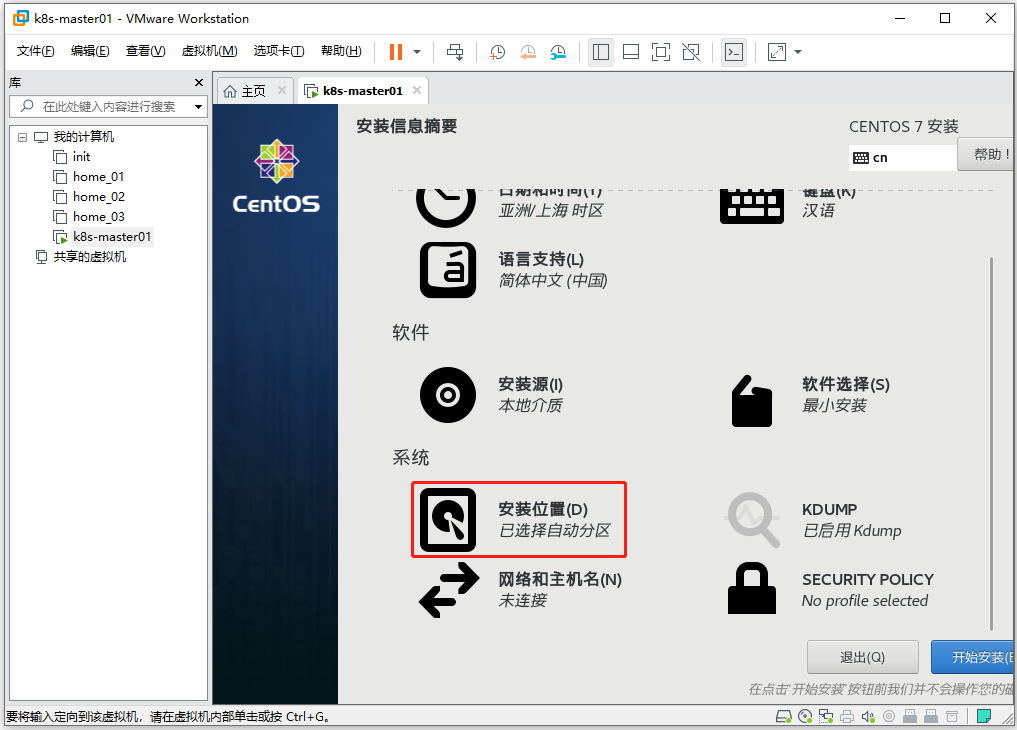 k8s-master01 - VMware Workstation
文件(F) 编辑(E) 查看(V) 虚拟机(M) 选项卡(T) 帮助(H)
库
在此处键入内容进行搜索
我的计算机
init
home_01
home_02
home_03
k8s-master01
共享的虚拟机
主页
k8s-master01
CentOS
安装信息摘要
CENTOS 7 安装
cn
帮助！
日期和时间(T)
亚洲/上海 时区
键盘(K)
汉语
语言支持(L)
简体中文 (中国)
软件
安装源(I)
本地介质
软件选择(S)
最小安装
系统
安装位置(D)
已选择自动分区
KDUMP
已启用 Kdump
网络和主机名(N)
未连接
SECURITY POLICY
No profile selected
退出(Q)
开始安装(
在点击'开始安装'按钮前我们并不会操作您的
要将输入定向到该虚拟机，请在虚拟机内部单击或按 Ctrl+G。